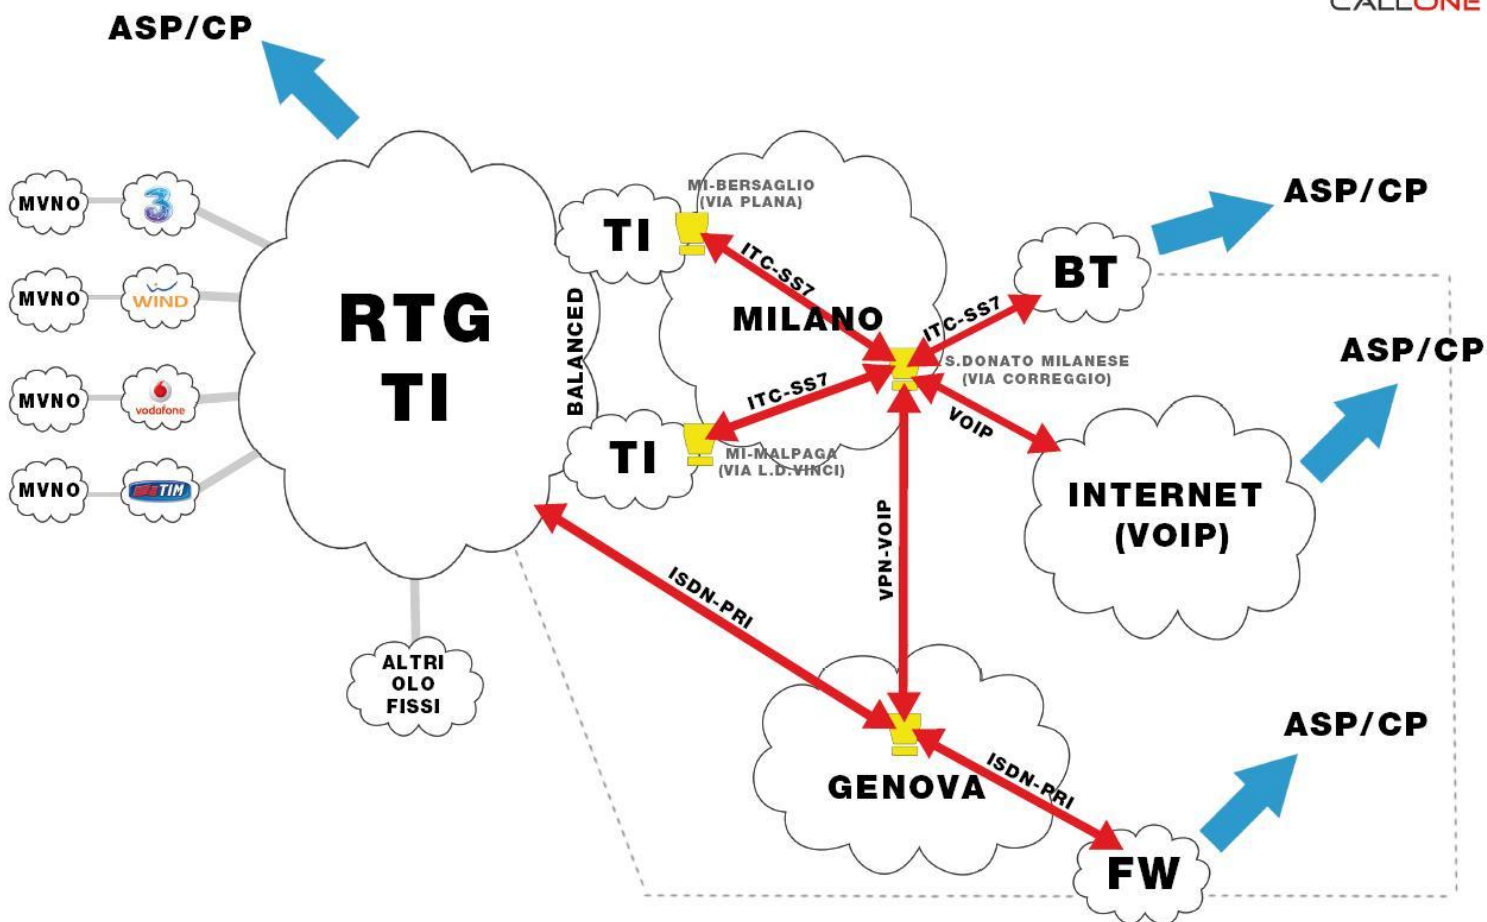 CALLONE
ASP/CP
MI-BERSAGLIO
(VIA PLANA)
ASP/CP
MVNO
3
TI
ITC-SS7
BT
MVNO
WIND
RTG
TI
BALANCED
MILANO
ITC-SS7
S.DONATO MILANESE
(VIA CORREGGIO)
ASP/CP
MVNO
vodafone
ITC-SS7
VOIP
TI
MI-MALPAGA
(VIA L.D.VINCI)
MVNO
TIM
INTERNET
(VOIP)
VPN-VOIP
ISDN-PRI
ALTRI
OLO
FISSI
ASP/CP
GENOVA
ISDN-PRI
FW